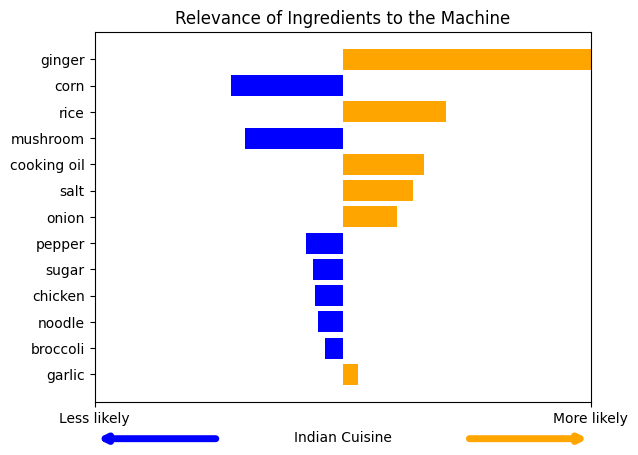 Relevance of Ingredients to the Machine
ginger
corn
rice
mushroom
cooking oil
salt
onion
pepper
sugar
chicken
noodle
broccoli
garlic
Less likely More likely
Indian Cuisine